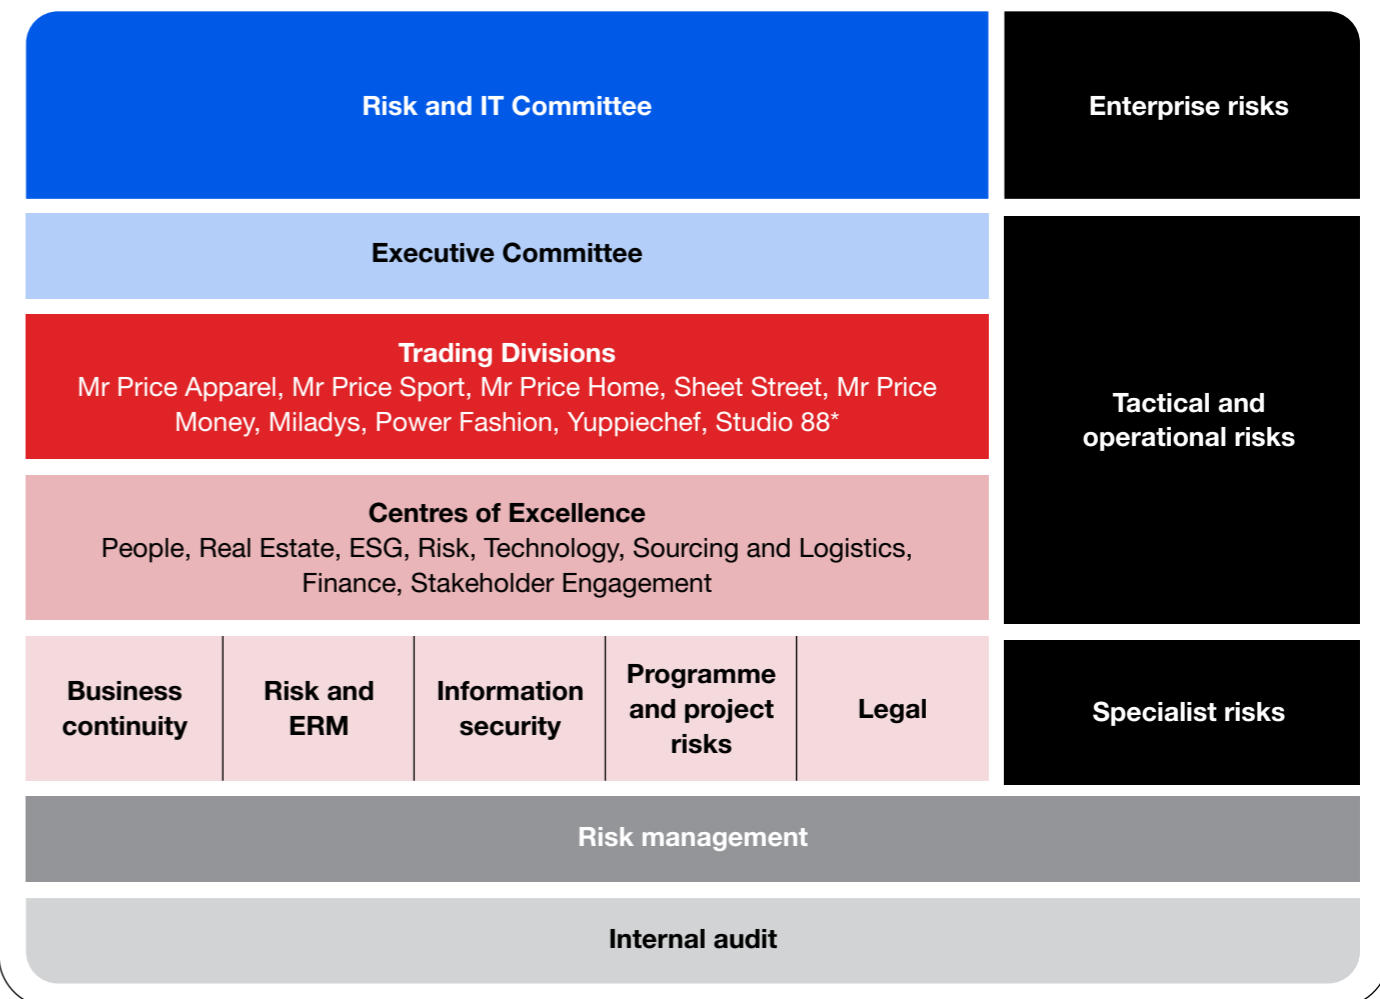 Risk and IT Committee
Enterprise risks
Executive Committee
Trading Divisions
Mr Price Apparel, Mr Price Sport, Mr Price Home, Sheet Street, Mr Price
Money, Miladys, Power Fashion, Yuppiechef, Studio 88*
Tactical and
operational risks
Centres of Excellence
People, Real Estate, ESG, Risk, Technology, Sourcing and Logistics,
Finance, Stakeholder Engagement
Business
continuity
Risk and
ERM
Information
security
Programme
and project
risks
Legal
Specialist risks
Risk management
Internal audit